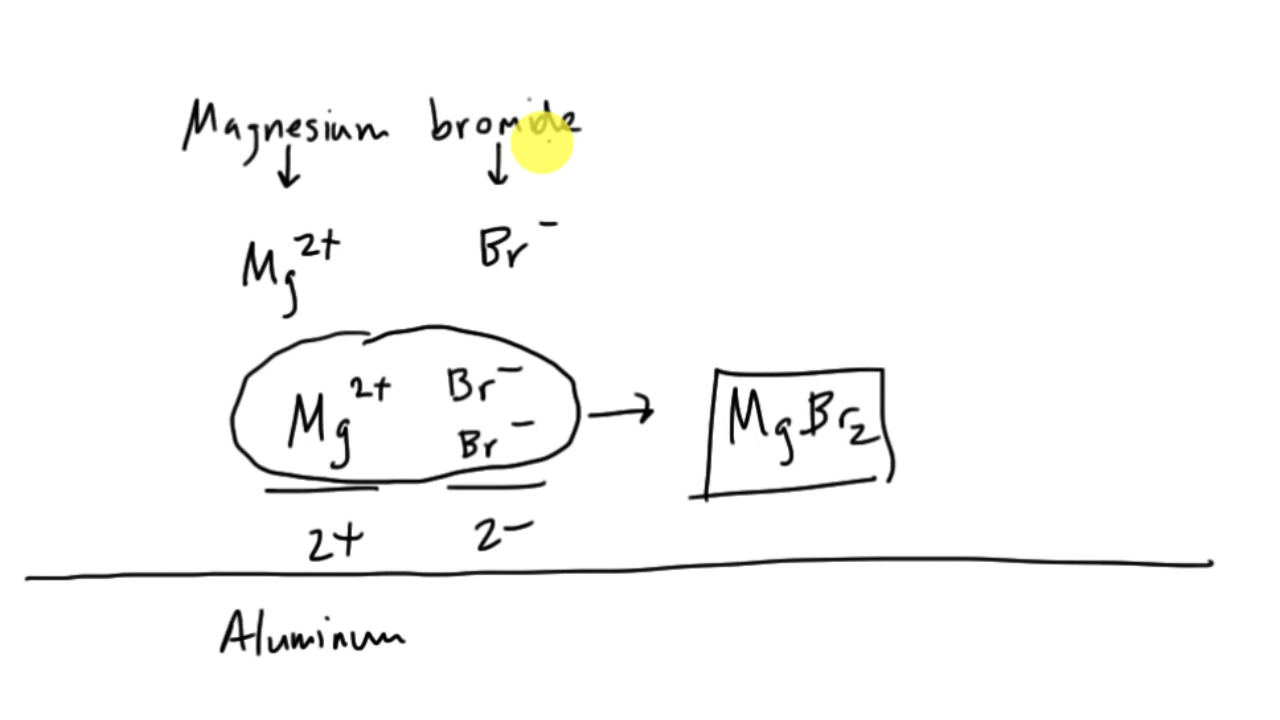 Magnesium bromide
Mg²⁺ Br⁻
Mg²⁺ Br⁻
Br⁻
MgBr₂
2+ 2−
Aluminum